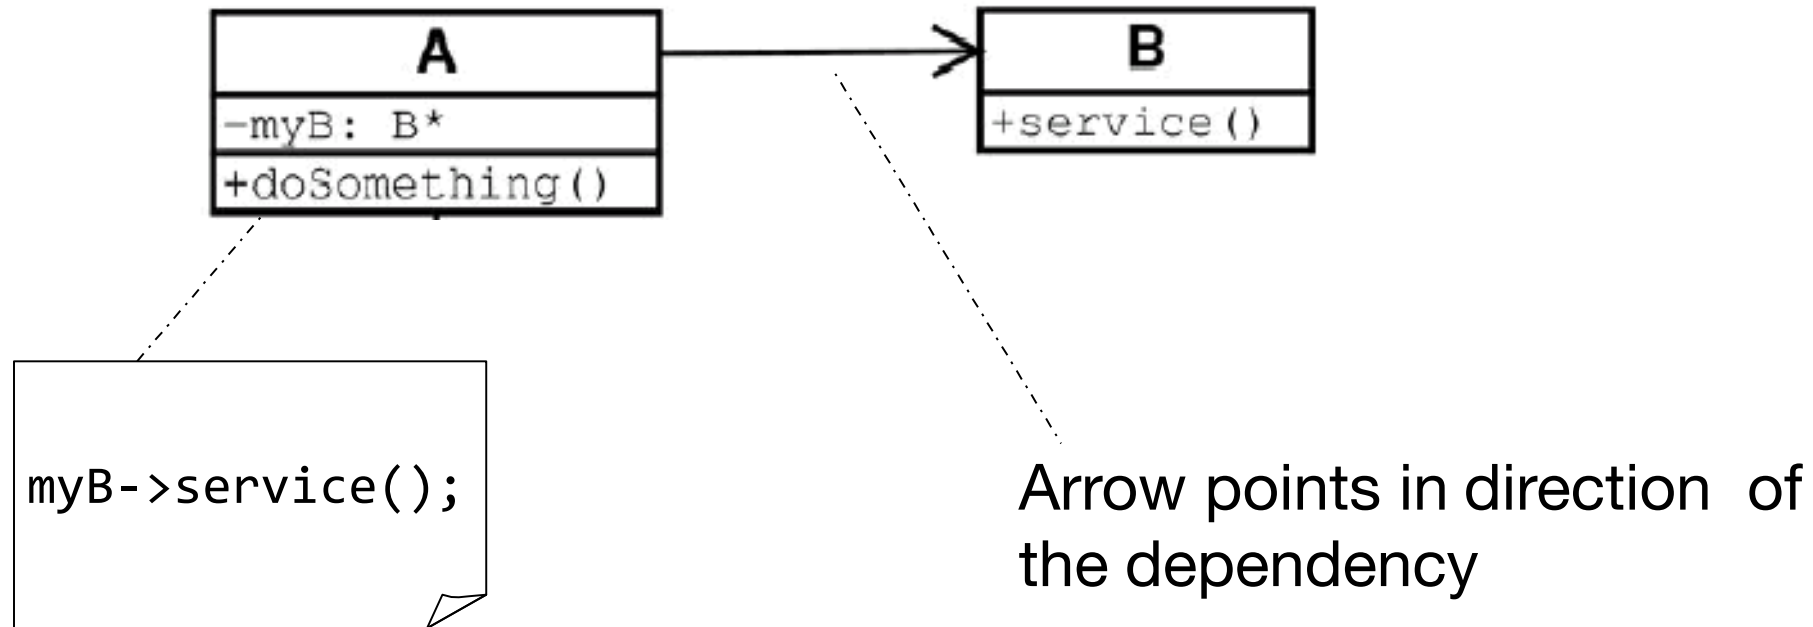 A
-myB: B*
+doSomething()
B
+service()
myB->service();
Arrow points in direction of
the dependency